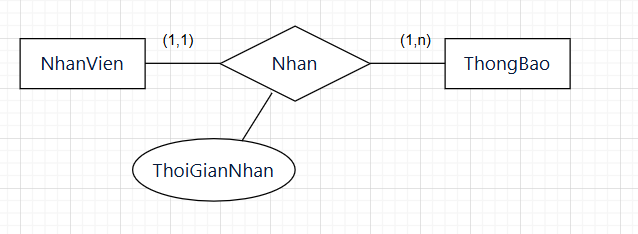 (1,1)
(1,n)
NhanVien
Nhan
ThongBao
ThoiGianNhan